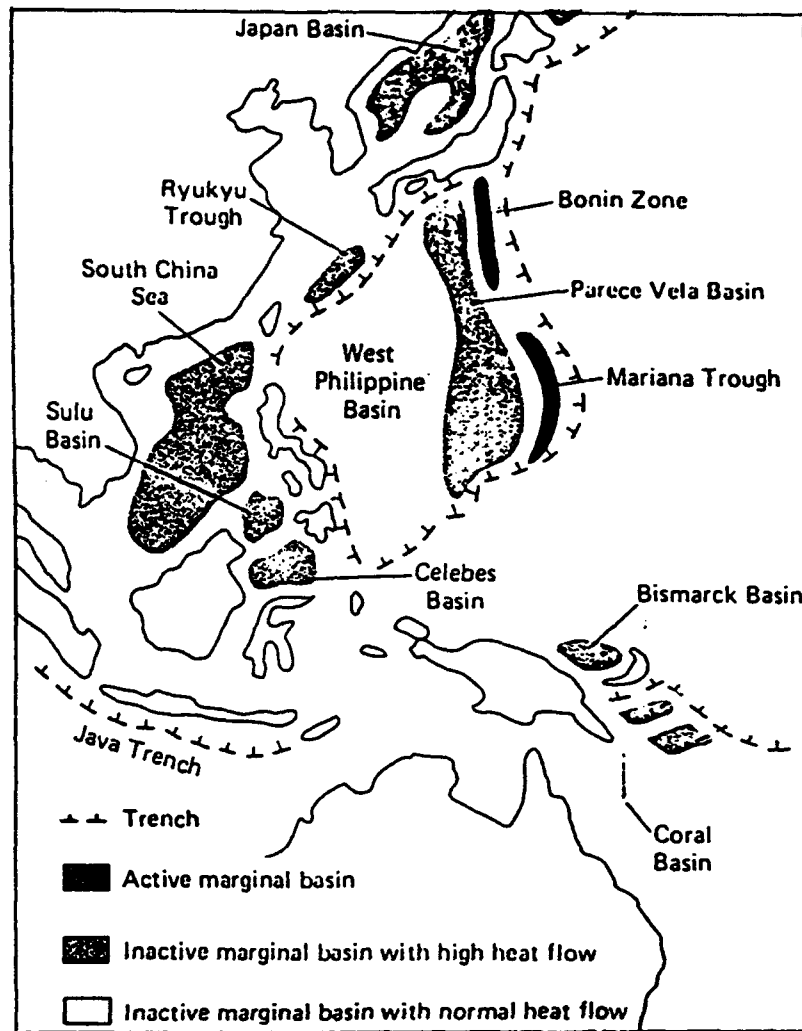 Japan Basin
Ryukyu
Trough
Bonin Zone
South China
Sea
Parece Vela Basin
West
Philippine
Basin
Mariana Trough
Sulu
Basin
Celebes
Basin
Bismarck Basin
Java Trench
Trench
Coral
Basin
Active marginal basin
Inactive marginal basin with high heat flow
Inactive marginal basin with normal heat flow